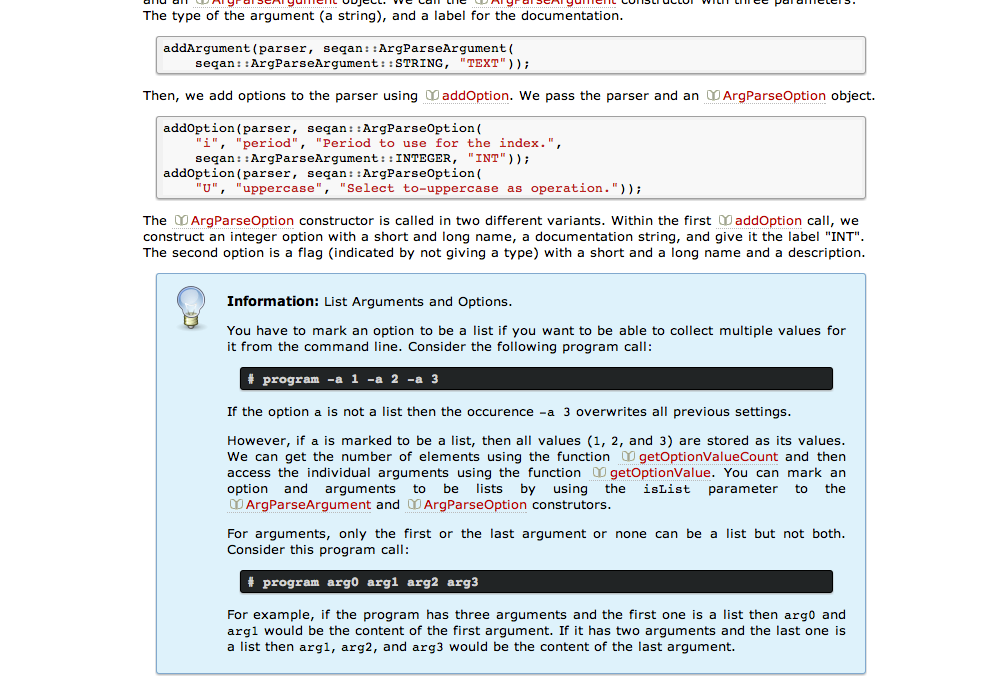 and an ArgParseArgument object. We call the ArgParseArgument constructor with three parameters:
The type of the argument (a string), and a label for the documentation.
addArgument(parser, seqan::ArgParseArgument(
seqan::ArgParseArgument::STRING, "TEXT"));
Then, we add options to the parser using addOption. We pass the parser and an ArgParseOption object.
addOption(parser, seqan::ArgParseOption(
"i", "period", "Period to use for the index.",
seqan::ArgParseArgument::INTEGER, "INT"));
addOption(parser, seqan::ArgParseOption(
"U", "uppercase", "Select to-uppercase as operation."));
The ArgParseOption constructor is called in two different variants. Within the first addOption call, we
construct an integer option with a short and long name, a documentation string, and give it the label "INT".
The second option is a flag (indicated by not giving a type) with a short and a long name and a description.
Information: List Arguments and Options.
You have to mark an option to be a list if you want to be able to collect multiple values for
it from the command line. Consider the following program call:
# program -a 1 -a 2 -a 3
If the option a is not a list then the occurence -a 3 overwrites all previous settings.
However, if a is marked to be a list, then all values (1, 2, and 3) are stored as its values.
We can get the number of elements using the function getOptionValueCount and then
access the individual arguments using the function getOptionValue. You can mark an
option and arguments to be lists by using the isList parameter to the
ArgParseArgument and ArgParseOption construtors.
For arguments, only the first or the last argument or none can be a list but not both.
Consider this program call:
# program arg0 arg1 arg2 arg3
For example, if the program has three arguments and the first one is a list then arg0 and
arg1 would be the content of the first argument. If it has two arguments and the last one is
a list then arg1, arg2, and arg3 would be the content of the last argument.